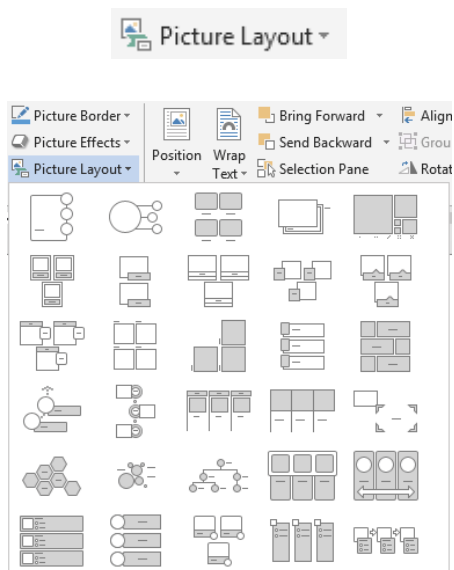 Picture Layout
Picture Border
Picture Effects
Picture Layout
Position
Wrap
Text
Bring Forward
Send Backward
Selection Pane
Align
Grou
Rotat